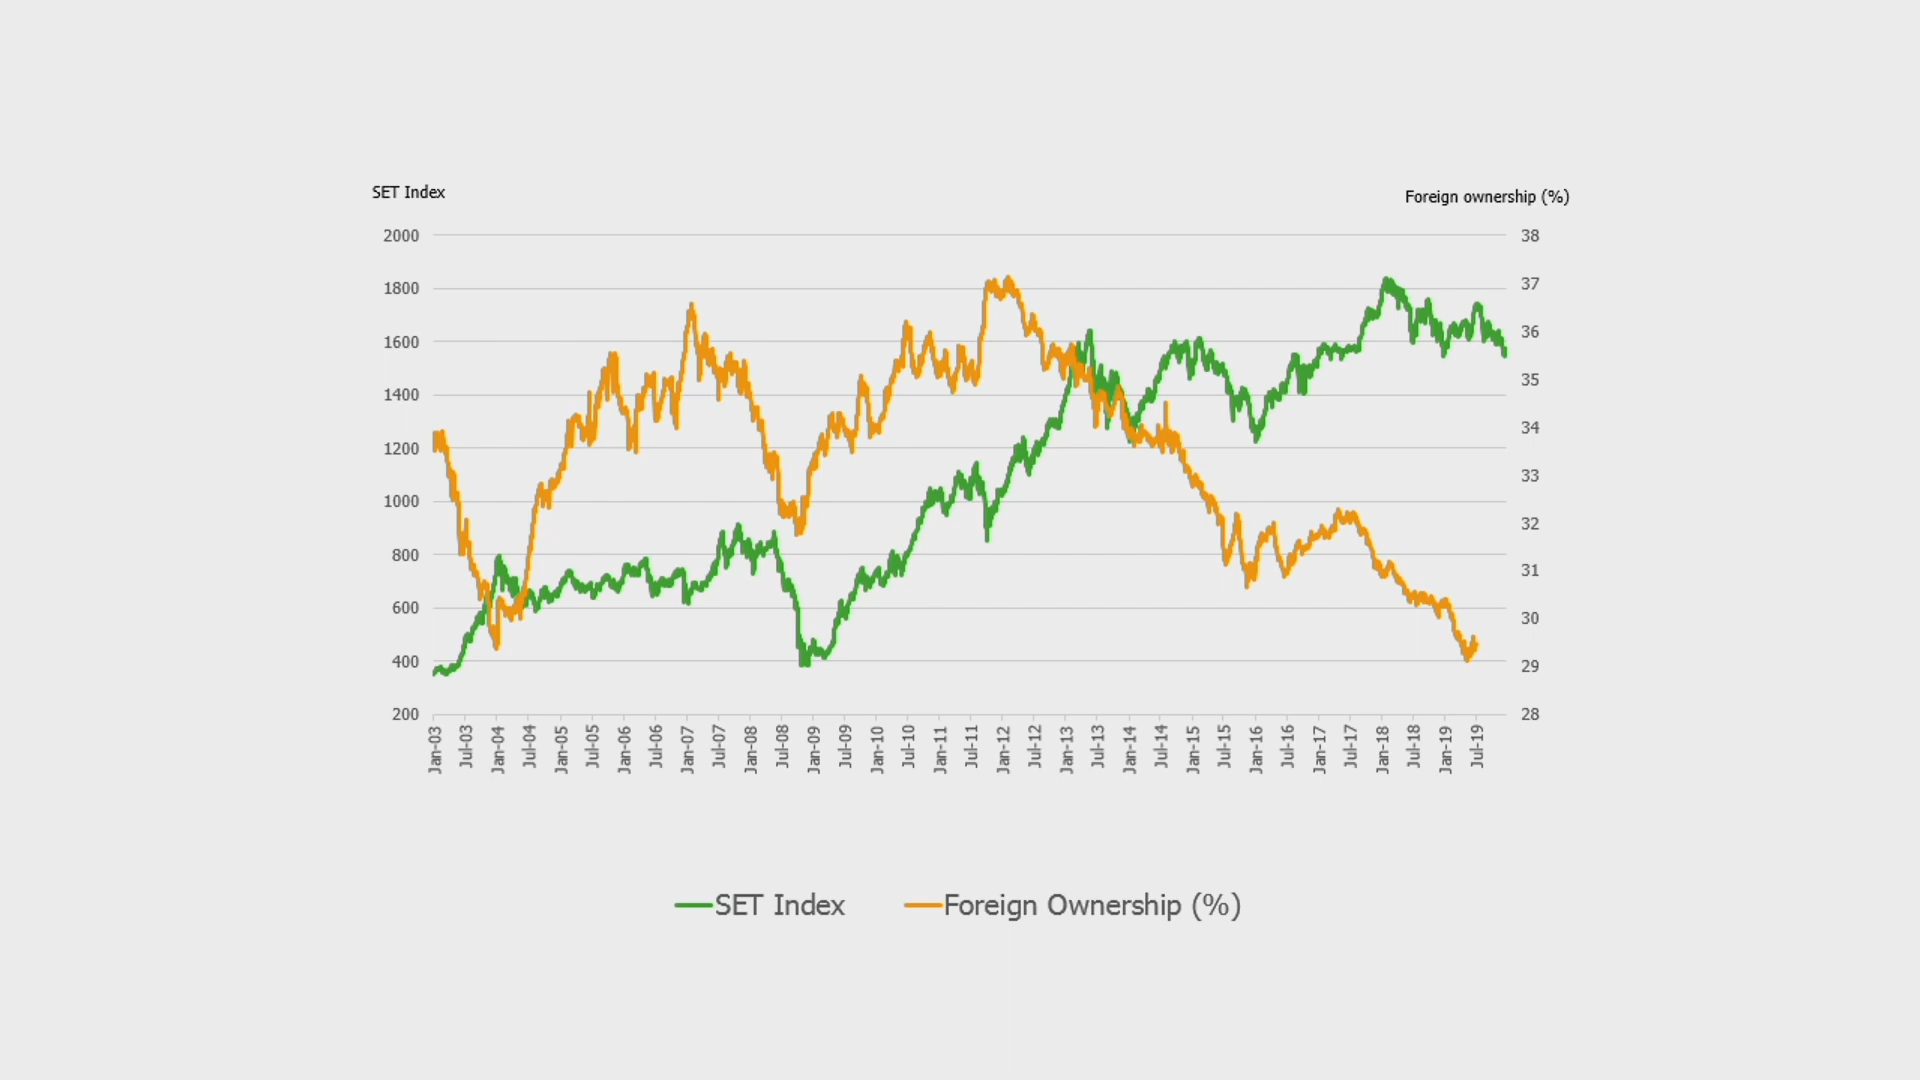 SET Index
Foreign ownership (%)
2000
1800
1600
1400
1200
1000
800
600
400
200
38
37
36
35
34
33
32
31
30
29
28
Jan-03
Jul-03
Jan-04
Jul-04
Jan-05
Jul-05
Jan-06
Jul-06
Jan-07
Jul-07
Jan-08
Jul-08
Jan-09
Jul-09
Jan-10
Jul-10
Jan-11
Jul-11
Jan-12
Jul-12
Jan-13
Jul-13
Jan-14
Jul-14
Jan-15
Jul-15
Jan-16
Jul-16
Jan-17
Jul-17
Jan-18
Jul-18
Jan-19
Jul-19
SET Index
Foreign Ownership (%)